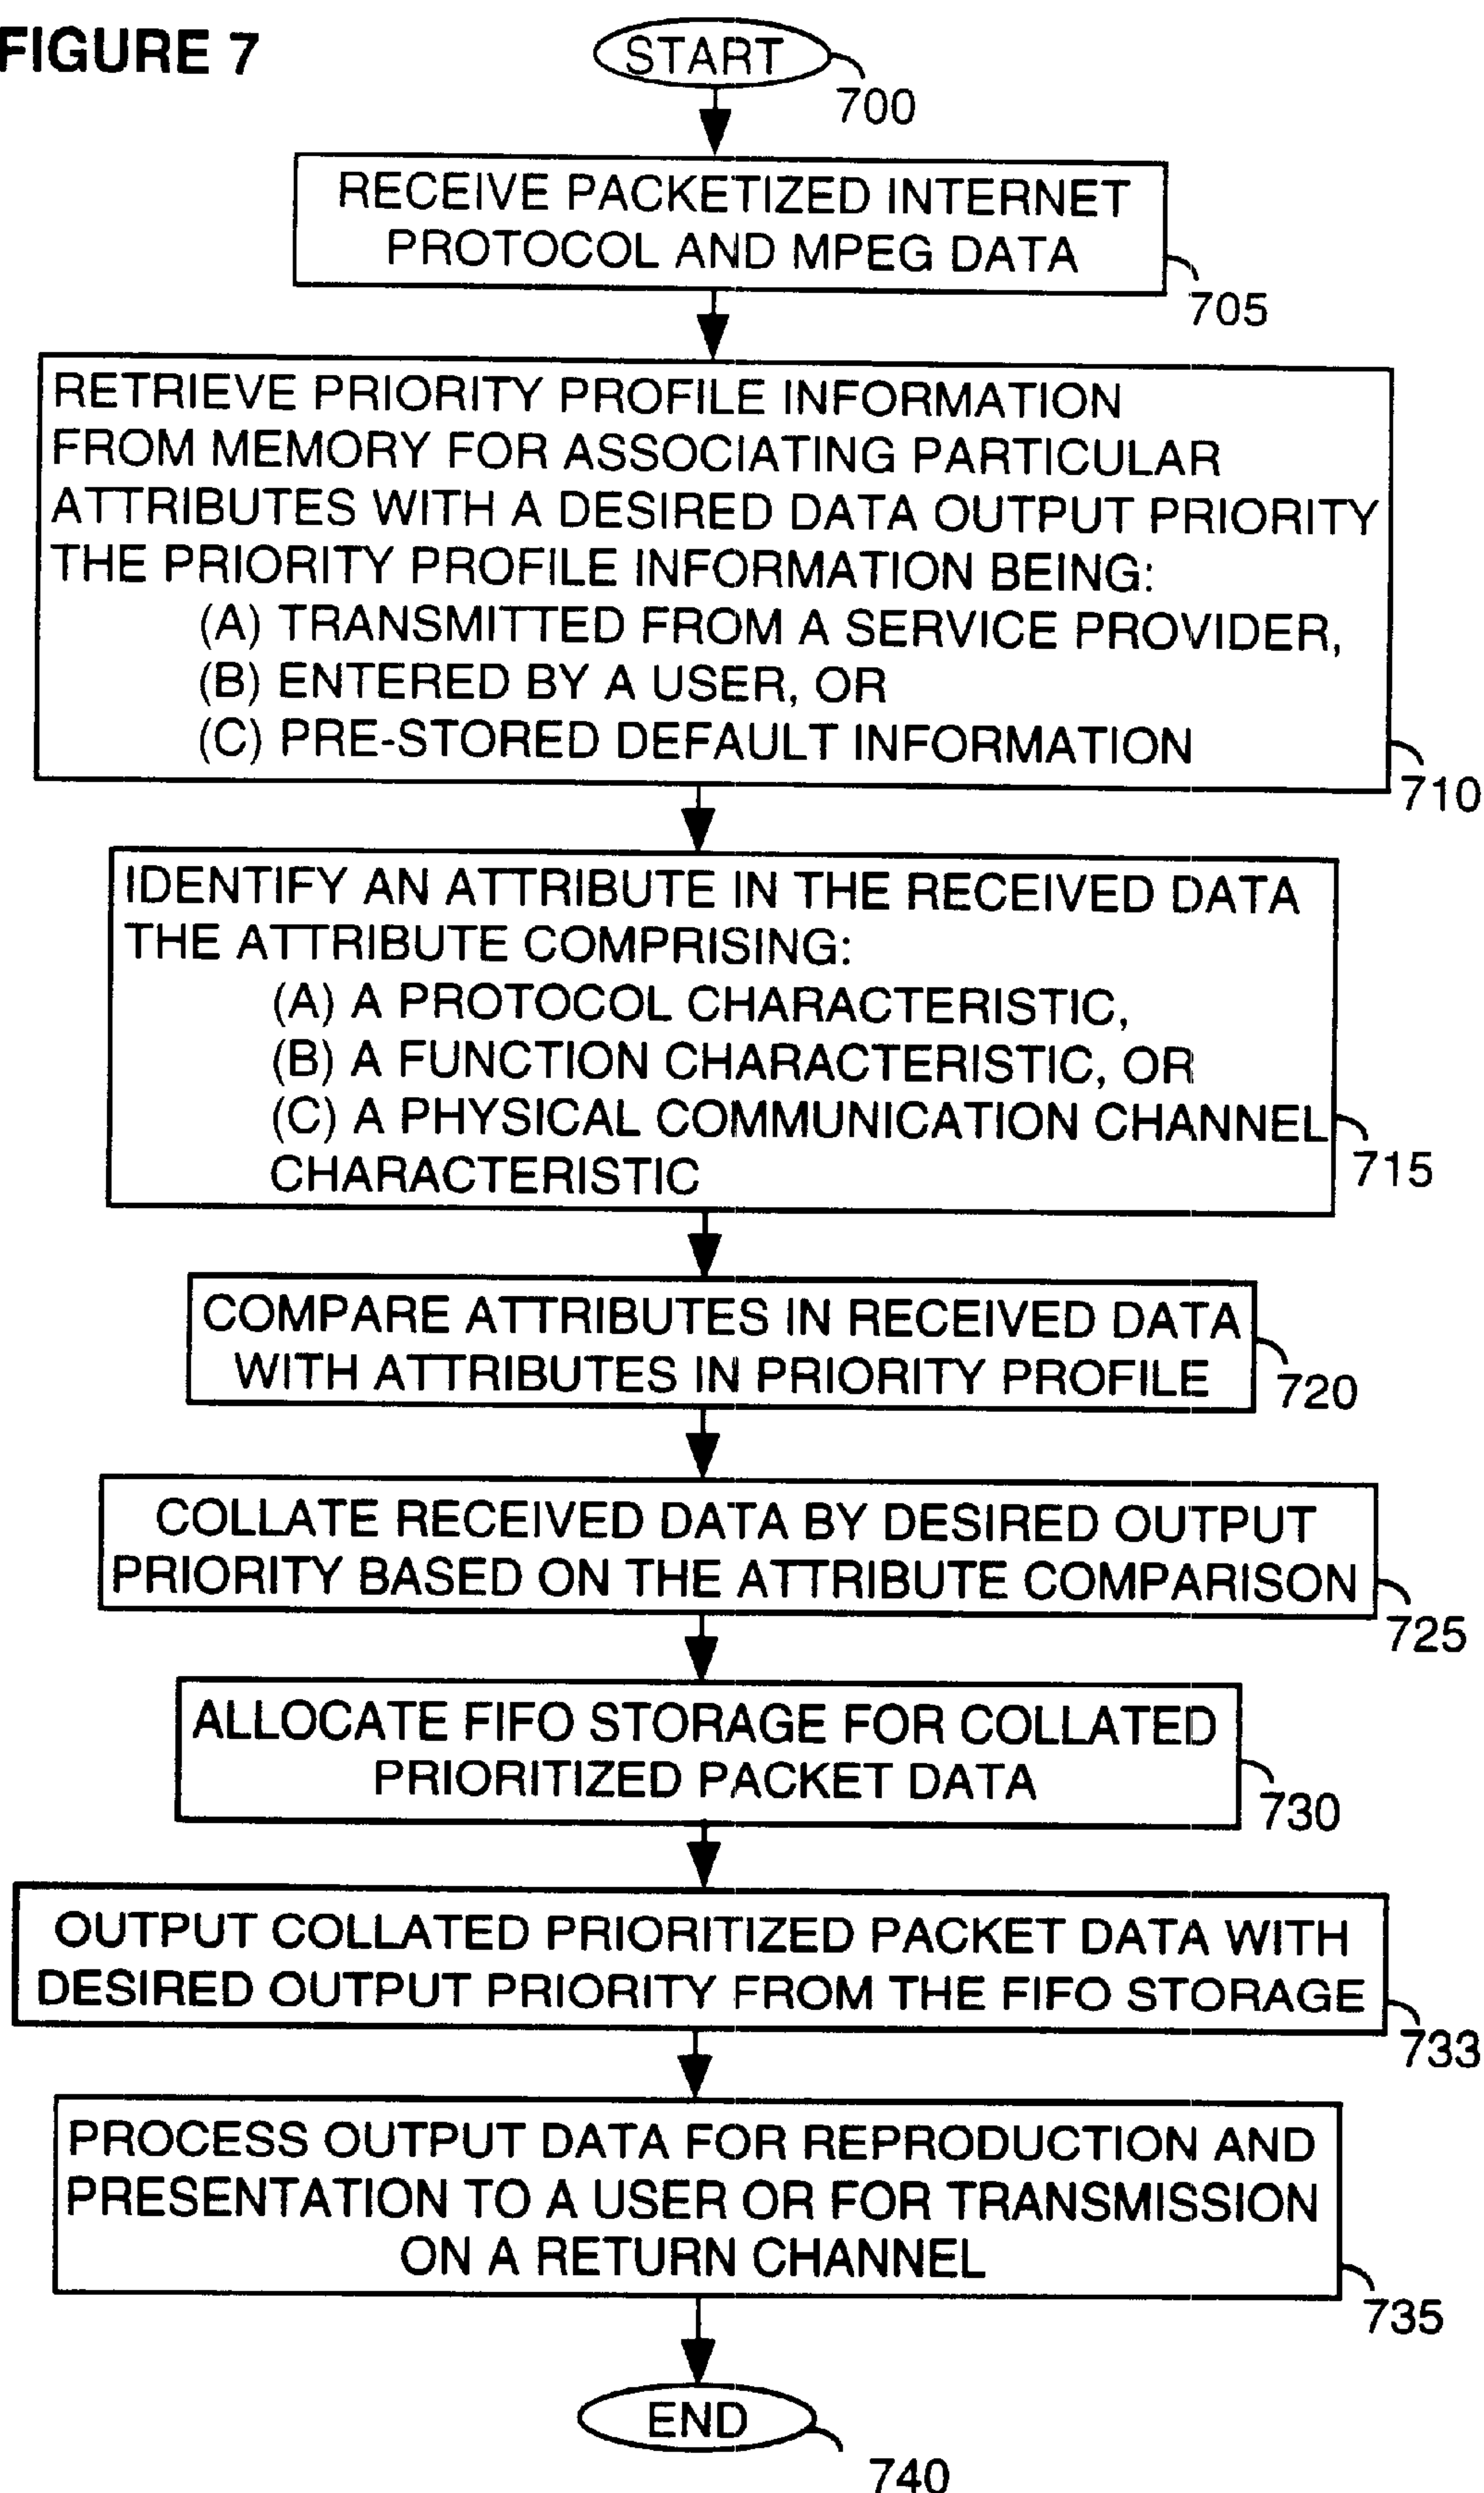 FIGURE 7
START
700
RECEIVE PACKETIZED INTERNET
PROTOCOL AND MPEG DATA
705
RETRIEVE PRIORITY PROFILE INFORMATION
FROM MEMORY FOR ASSOCIATING PARTICULAR
ATTRIBUTES WITH A DESIRED DATA OUTPUT PRIORITY
THE PRIORITY PROFILE INFORMATION BEING:
(A) TRANSMITTED FROM A SERVICE PROVIDER,
(B) ENTERED BY A USER, OR
(C) PRE-STORED DEFAULT INFORMATION
710
IDENTIFY AN ATTRIBUTE IN THE RECEIVED DATA
THE ATTRIBUTE COMPRISING:
(A) A PROTOCOL CHARACTERISTIC,
(B) A FUNCTION CHARACTERISTIC, OR
(C) A PHYSICAL COMMUNICATION CHANNEL
CHARACTERISTIC
715
COMPARE ATTRIBUTES IN RECEIVED DATA
WITH ATTRIBUTES IN PRIORITY PROFILE
720
COLLATE RECEIVED DATA BY DESIRED OUTPUT
PRIORITY BASED ON THE ATTRIBUTE COMPARISON
725
ALLOCATE FIFO STORAGE FOR COLLATED
PRIORITIZED PACKET DATA
730
OUTPUT COLLATED PRIORITIZED PACKET DATA WITH
DESIRED OUTPUT PRIORITY FROM THE FIFO STORAGE
733
PROCESS OUTPUT DATA FOR REPRODUCTION AND
PRESENTATION TO A USER OR FOR TRANSMISSION
ON A RETURN CHANNEL
735
END
740